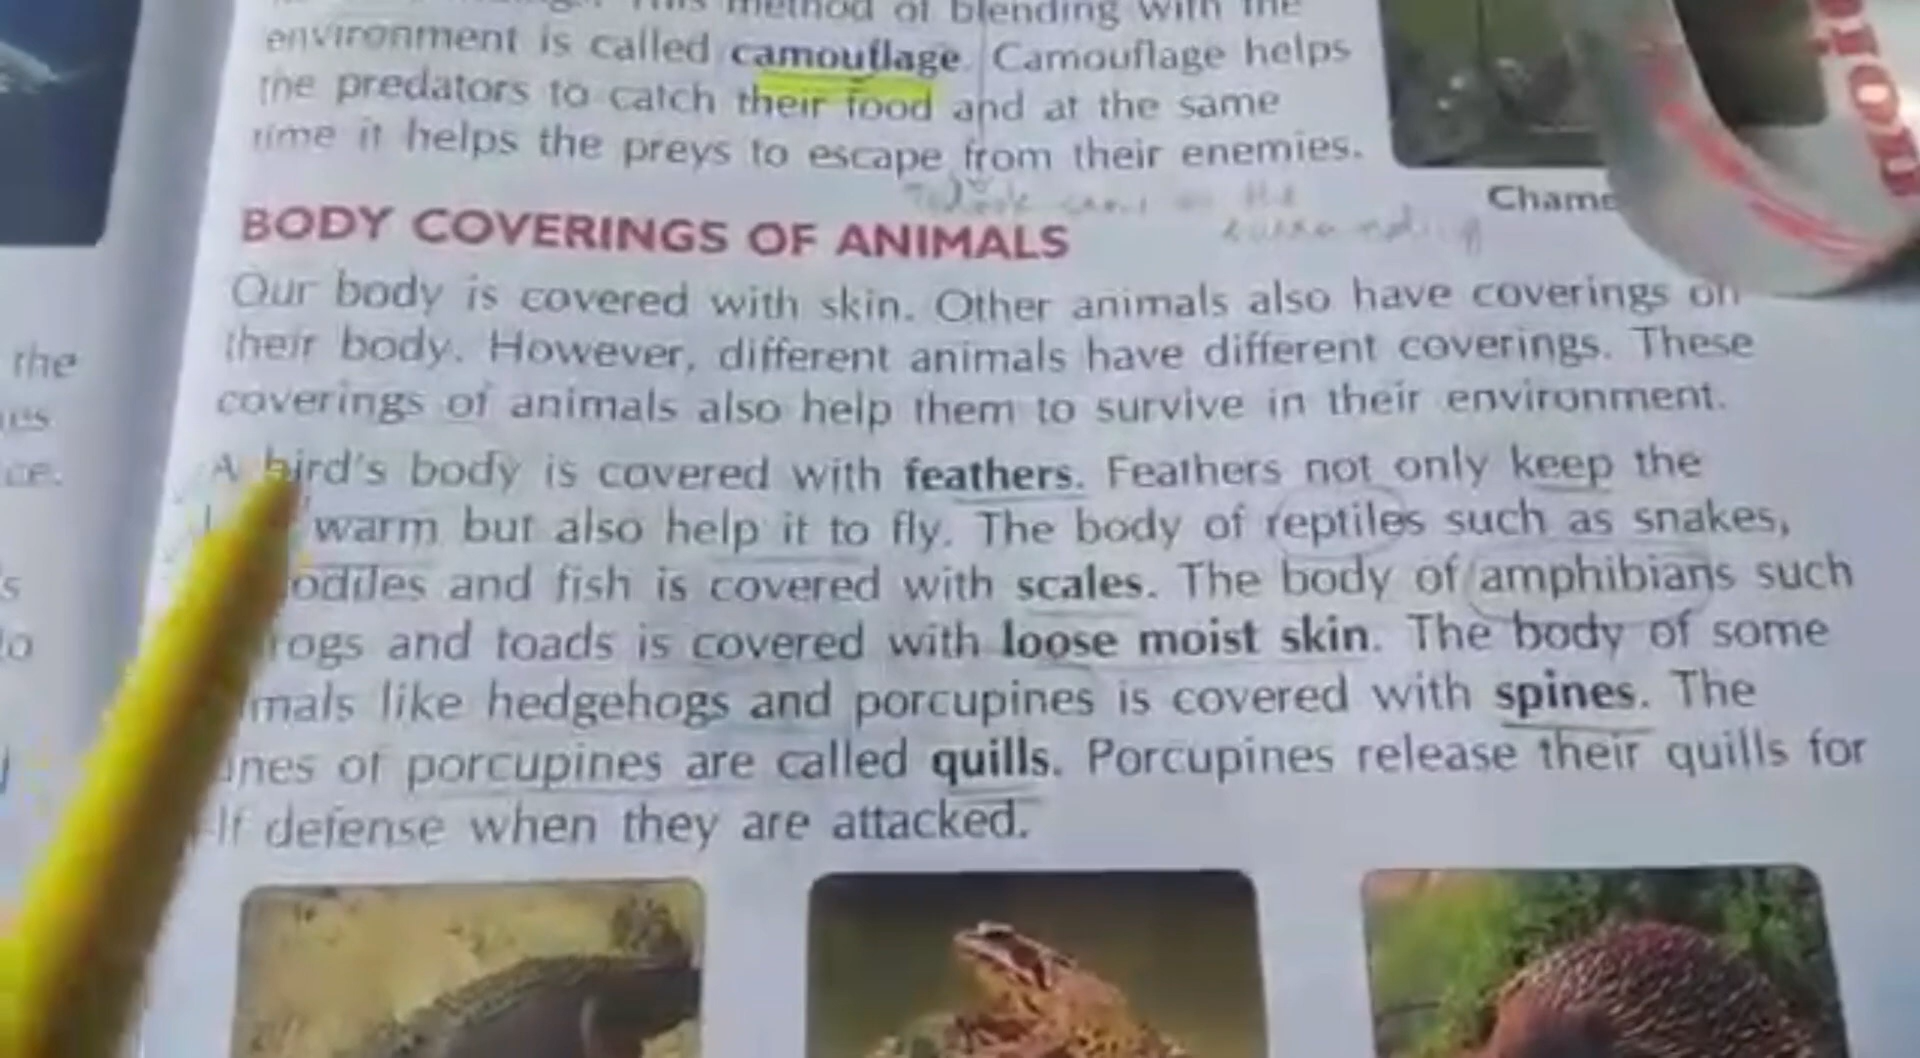 method of blending with the
environment is called camouflage. Camouflage helps
the predators to catch their food and at the same
time it helps the preys to escape from their enemies.
Chame
BODY COVERINGS OF ANIMALS
Our body is covered with skin. Other animals also have coverings on
their body. However, different animals have different coverings. These
coverings of animals also help them to survive in their environment.
A bird's body is covered with feathers. Feathers not only keep the
warm but also help it to fly. The body of reptiles such as snakes,
odiles and fish is covered with scales. The body of amphibians such
rogs and toads is covered with loose moist skin. The body of some
mals like hedgehogs and porcupines is covered with spines. The
ines of porcupines are called quills. Porcupines release their quills for
lf defense when they are attacked.
the
ce.